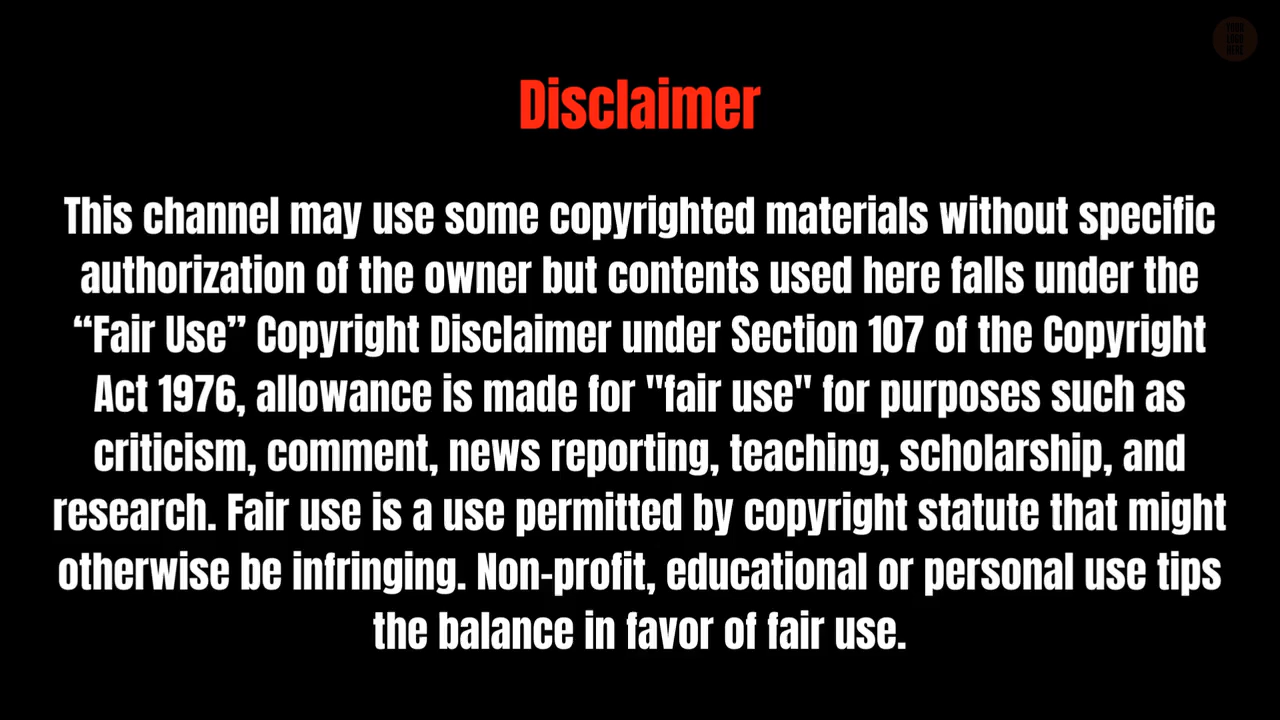 YOUR
LOGO
HERE
Disclaimer
This channel may use some copyrighted materials without specific
authorization of the owner but contents used here falls under the
“Fair Use” Copyright Disclaimer under Section 107 of the Copyright
Act 1976, allowance is made for "fair use" for purposes such as
criticism, comment, news reporting, teaching, scholarship, and
research. Fair use is a use permitted by copyright statute that might
otherwise be infringing. Non-profit, educational or personal use tips
the balance in favor of fair use.